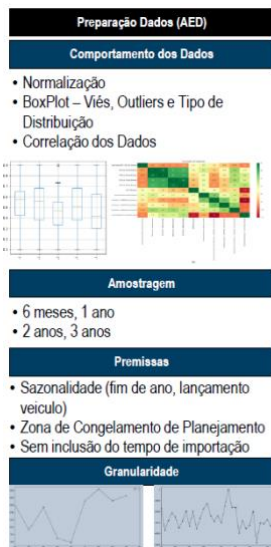 Preparação Dados (AED)
Comportamento dos Dados
• Normalização
• BoxPlot – Viés, Outliers e Tipo de
Distribuição
• Correlação dos Dados
Amostragem
• 6 meses, 1 ano
• 2 anos, 3 anos
Premissas
• Sazonalidade (fim de ano, lançamento
veiculo)
• Zona de Congelamento de Planejamento
• Sem inclusão do tempo de importação
Granularidade